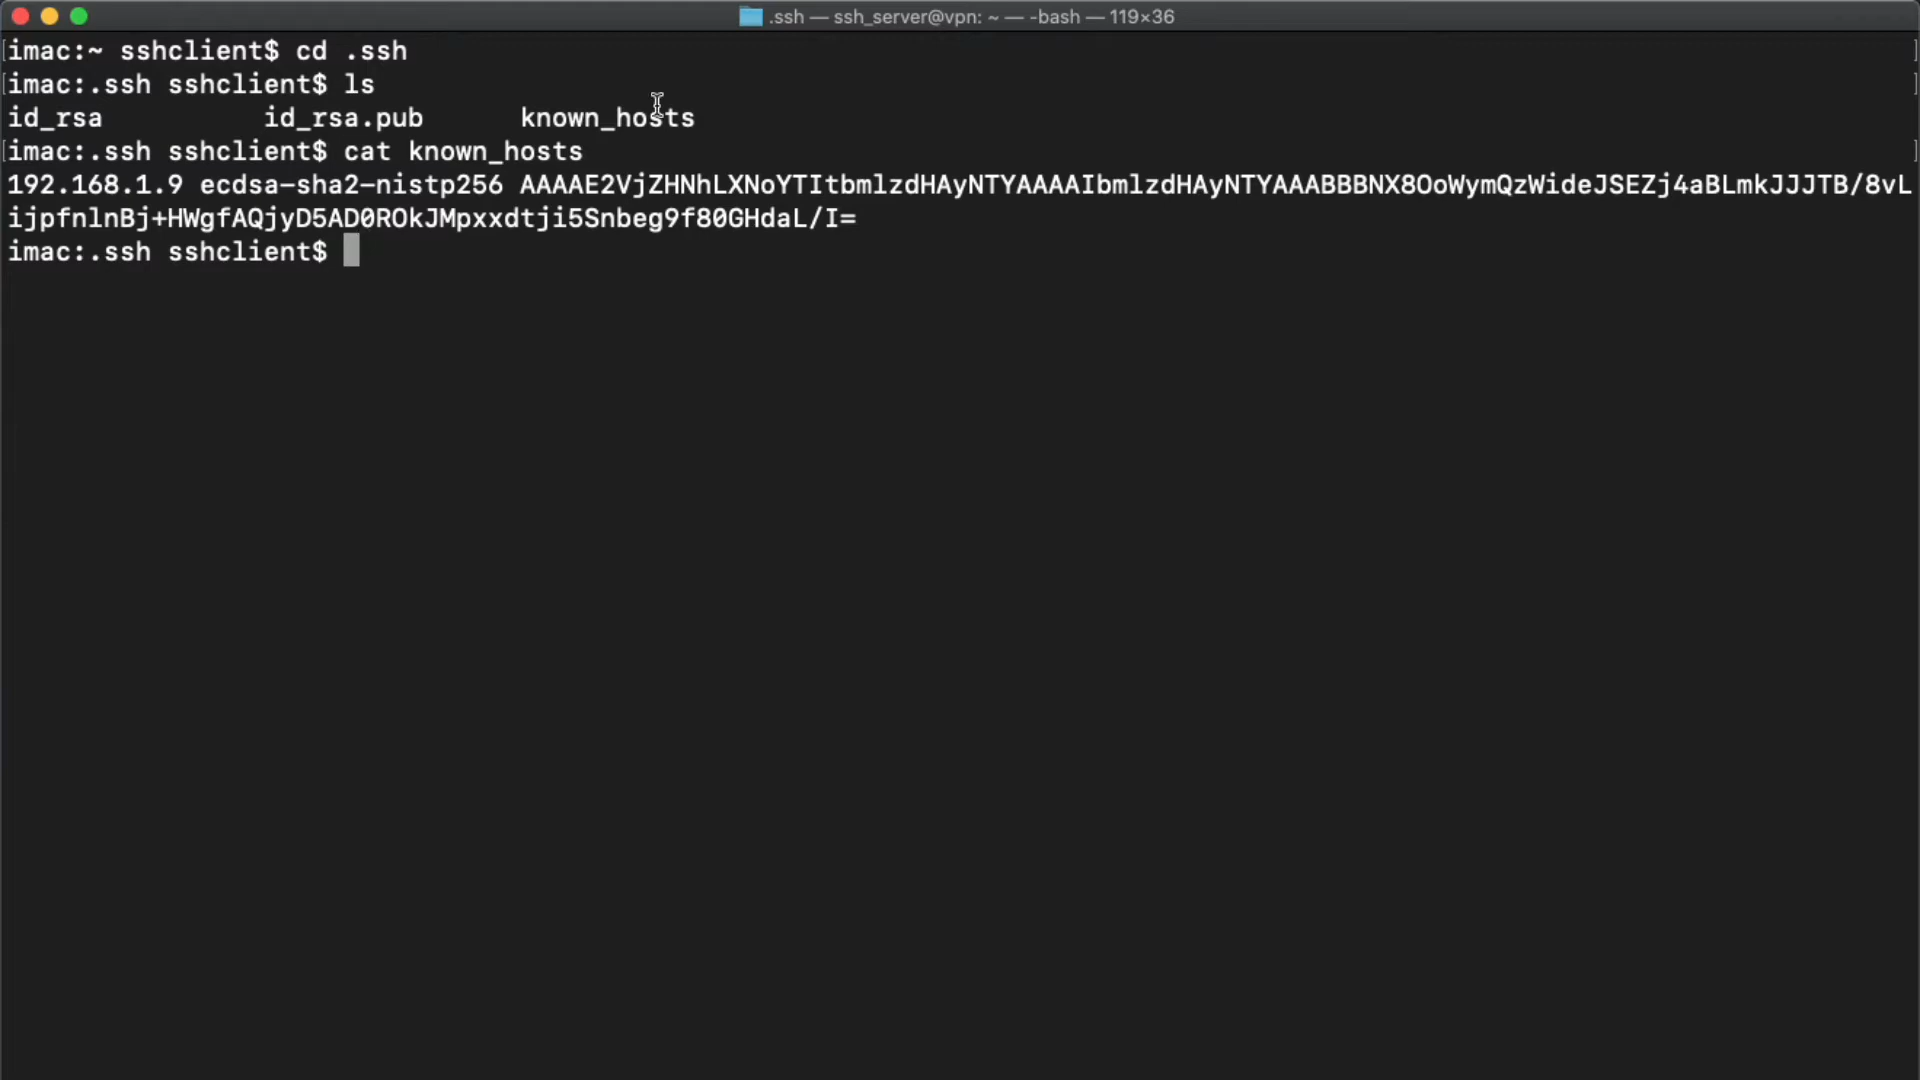 .ssh — ssh_server@vpn: ~ — -bash — 119×36
[imac:~ sshclient$ cd .ssh ]
[imac:.ssh sshclient$ ls ]
id_rsa id_rsa.pub known_hosts
[imac:.ssh sshclient$ cat known_hosts ]
192.168.1.9 ecdsa-sha2-nistp256 AAAAE2VjZHNhLXNoYTItbmlzdHAyNTYAAAAIbmlzdHAyNTYAAABBBNX8OoWymQzWideJSEZj4aBLmkJJJTB/8vL
ijpfnlnBj+HWgfAQjyD5AD0ROkJMpxxdtji5Snbeg9f80GHdaL/I=
imac:.ssh sshclient$